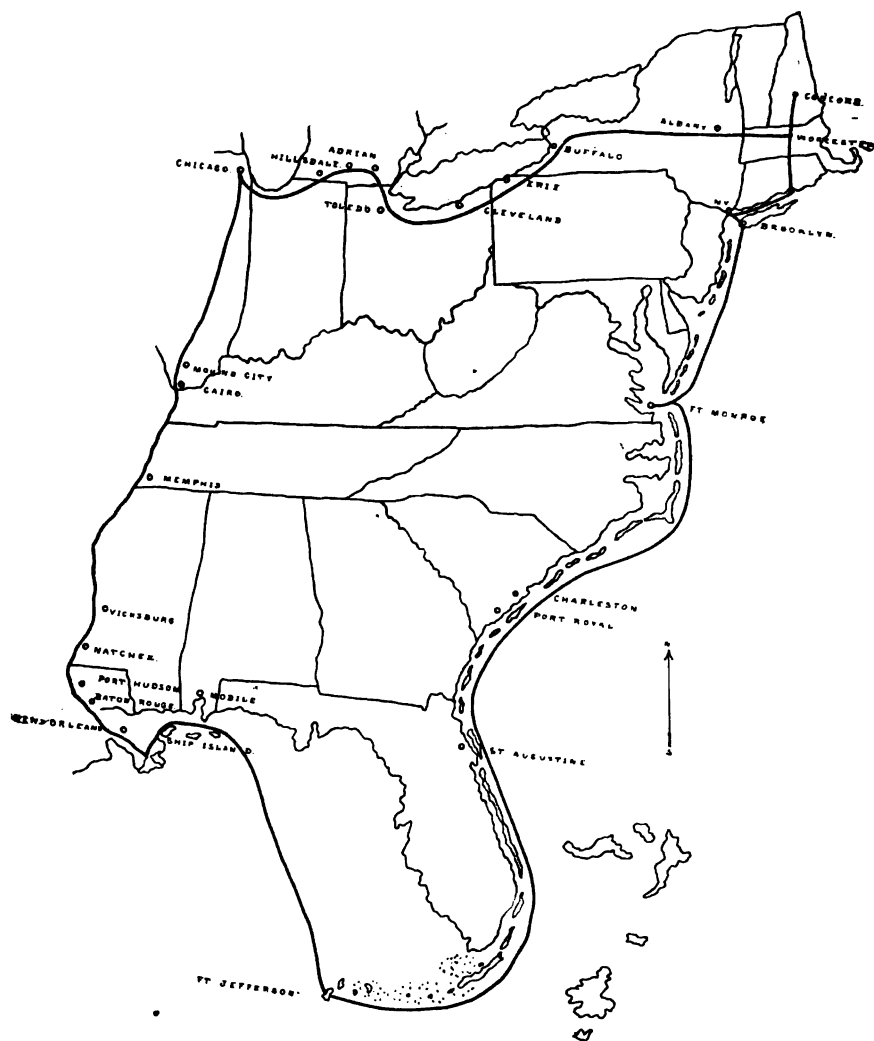 CONCORD.
ALBANY
WORCESTER
BUFFALO
ADRIAN
HILLSDALE.
CHICAGO.
ERIE
TOLEDO
CLEVELAND
NY.
BROOKLYN.
MOUND CITY
CAIRO.
FT MONROE
MEMPHIS
CHARLESTON
PORT ROYAL
VICKSBURG
NATCHEZ.
PORT HUDSON
BATON ROUGE
MOBILE
NEW ORLEANS
SHIP ISLAND.
ST AUGUSTINE
FT JEFFERSON
N
S